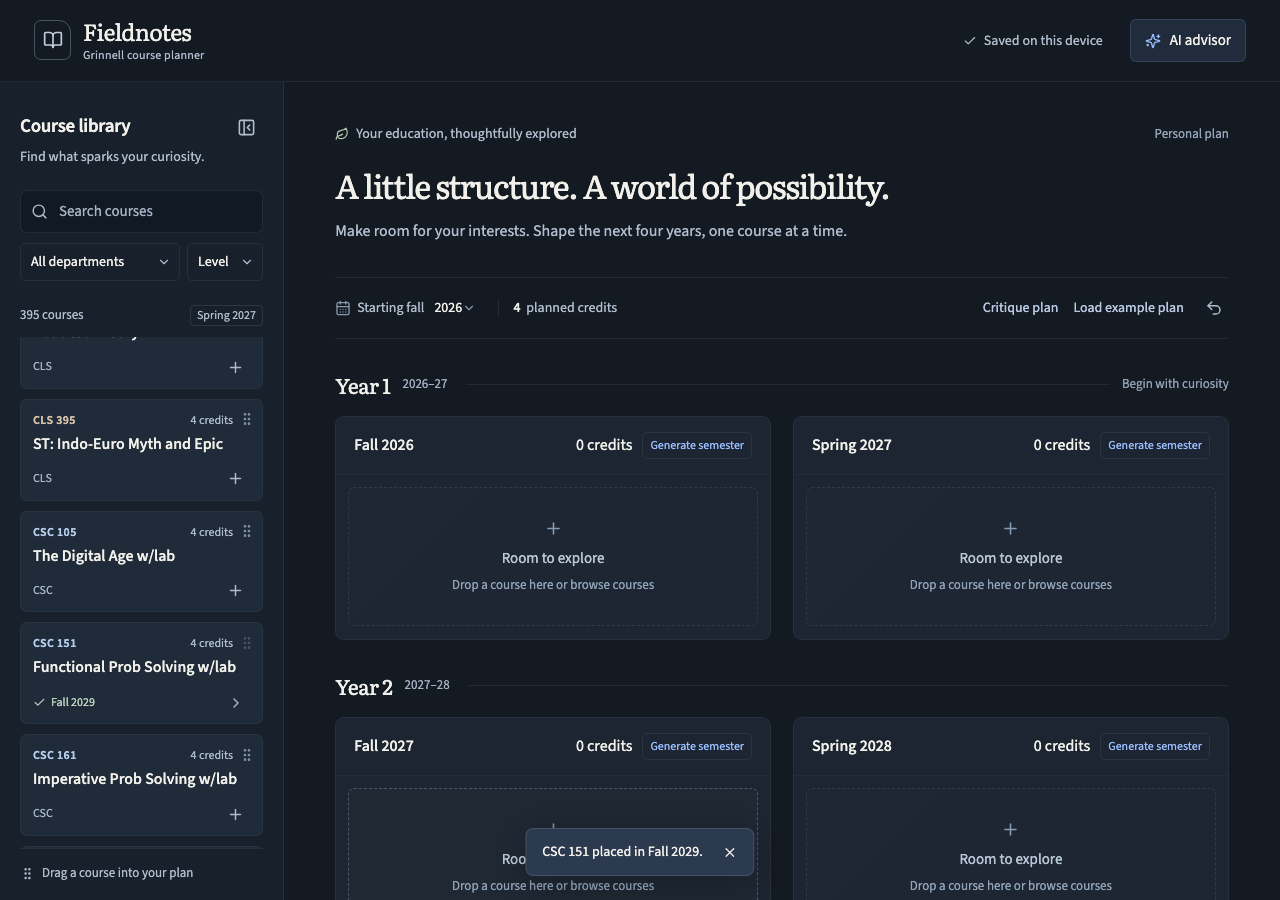 Fieldnotes
Grinnell course planner
Saved on this device
AI advisor
Course library
Find what sparks your curiosity.
Search courses
All departments
Level
395 courses
Spring 2027
CLS
CLS 395
4 credits
ST: Indo-Euro Myth and Epic
CLS
CSC 105
4 credits
The Digital Age w/lab
CSC
CSC 151
4 credits
Functional Prob Solving w/lab
Fall 2029
CSC 161
4 credits
Imperative Prob Solving w/lab
CSC
Drag a course into your plan
Your education, thoughtfully explored
Personal plan
A little structure. A world of possibility.
Make room for your interests. Shape the next four years, one course at a time.
Starting fall 2026
4 planned credits
Critique plan
Load example plan
Year 1 2026–27
Begin with curiosity
Fall 2026
0 credits
Generate semester
Room to explore
Drop a course here or browse courses
Spring 2027
0 credits
Generate semester
Room to explore
Drop a course here or browse courses
Year 2 2027–28
Fall 2027
0 credits
Generate semester
Drop a course here or browse courses
Spring 2028
0 credits
Generate semester
Room to explore
Drop a course here or browse courses
CSC 151 placed in Fall 2029.